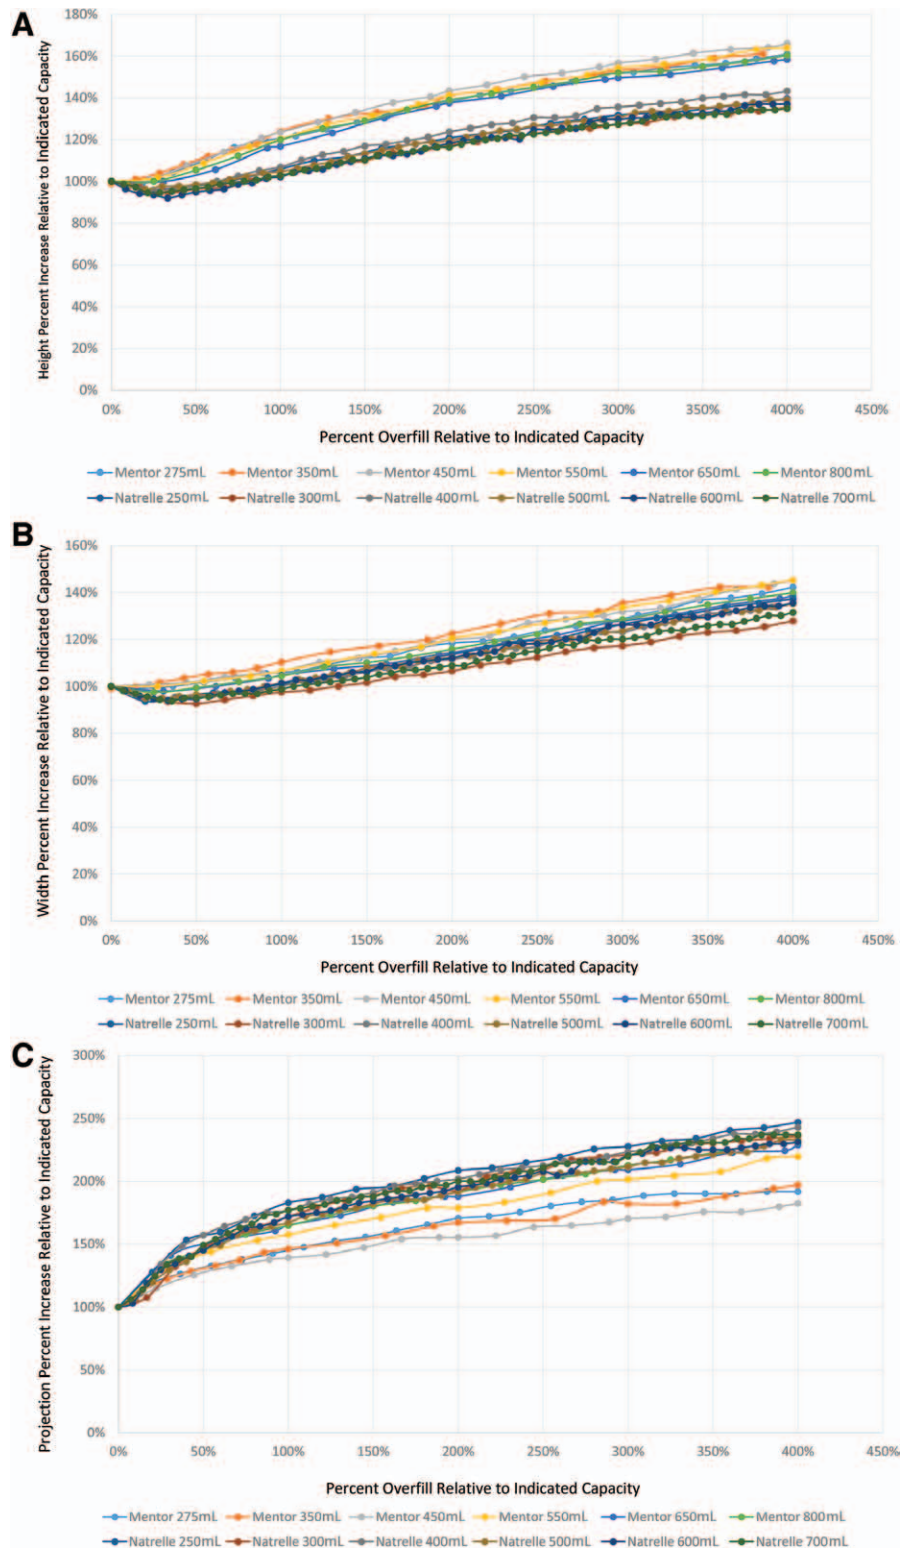 A
Height Percent Increase Relative to Indicated Capacity
180%
160%
140%
120%
100%
80%
60%
40%
20%
0%
0% 50% 100% 150% 200% 250% 300% 350% 400% 450%
Percent Overfill Relative to Indicated Capacity
Mentor 275mL Mentor 350mL Mentor 450mL Mentor 550mL Mentor 650mL Mentor 800mL
Natrelle 250mL Natrelle 300mL Natrelle 400mL Natrelle 500mL Natrelle 600mL Natrelle 700mL
B
Width Percent Increase Relative to Indicated Capacity
160%
140%
120%
100%
80%
60%
40%
20%
0%
0% 50% 100% 150% 200% 250% 300% 350% 400% 450%
Percent Overfill Relative to Indicated Capacity
Mentor 275mL Mentor 350mL Mentor 450mL Mentor 550mL Mentor 650mL Mentor 800mL
Natrelle 250mL Natrelle 300mL Natrelle 400mL Natrelle 500mL Natrelle 600mL Natrelle 700mL
C
Projection Percent Increase Relative to Indicated Capacity
300%
250%
200%
150%
100%
50%
0%
0% 50% 100% 150% 200% 250% 300% 350% 400% 450%
Percent Overfill Relative to Indicated Capacity
Mentor 275mL Mentor 350mL Mentor 450mL Mentor 550mL Mentor 650mL Mentor 800mL
Natrelle 250mL Natrelle 300mL Natrelle 400mL Natrelle 500mL Natrelle 600mL Natrelle 700mL